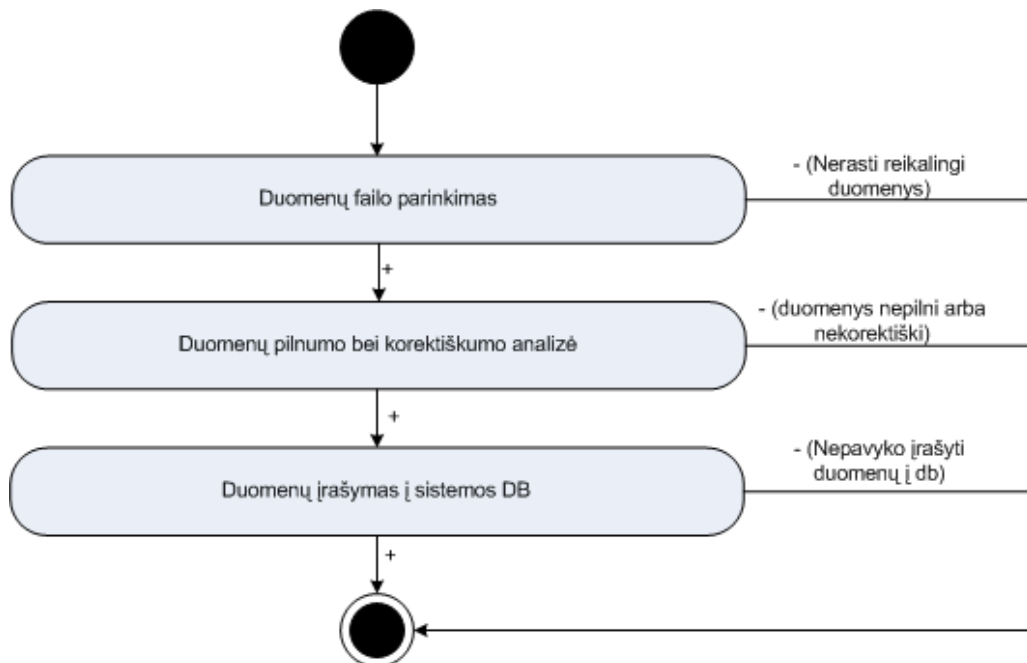 Duomenų failo parinkimas
- (Nerasti reikalingi
duomenys)
+
Duomenų pilnumo bei korektiškumo analizė
- (duomenys nepilni arba
nekorektiški)
+
Duomenų įrašymas į sistemos DB
- (Nepavyko įrašyti
duomenų į db)
+